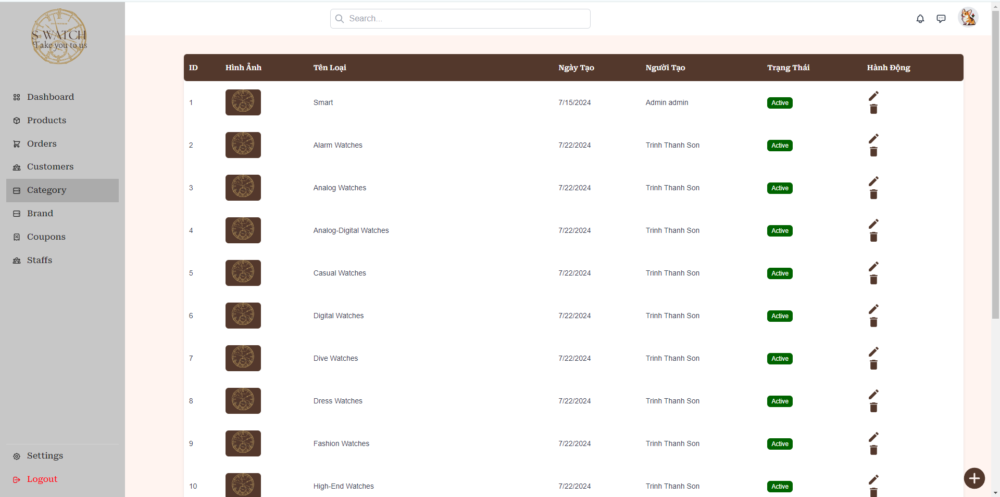 S-WATCH
Take you to us
Search...
Dashboard
Products
Orders
Customers
Category
Brand
Coupons
Staffs
Settings
Logout
ID Hình Ảnh Tên Loại Ngày Tạo Người Tạo Trạng Thái Hành Động
1 Smart 7/15/2024 Admin admin Active
2 Alarm Watches 7/22/2024 Trinh Thanh Son Active
3 Analog Watches 7/22/2024 Trinh Thanh Son Active
4 Analog-Digital Watches 7/22/2024 Trinh Thanh Son Active
5 Casual Watches 7/22/2024 Trinh Thanh Son Active
6 Digital Watches 7/22/2024 Trinh Thanh Son Active
7 Dive Watches 7/22/2024 Trinh Thanh Son Active
8 Dress Watches 7/22/2024 Trinh Thanh Son Active
9 Fashion Watches 7/22/2024 Trinh Thanh Son Active
10 High-End Watches 7/22/2024 Trinh Thanh Son Active